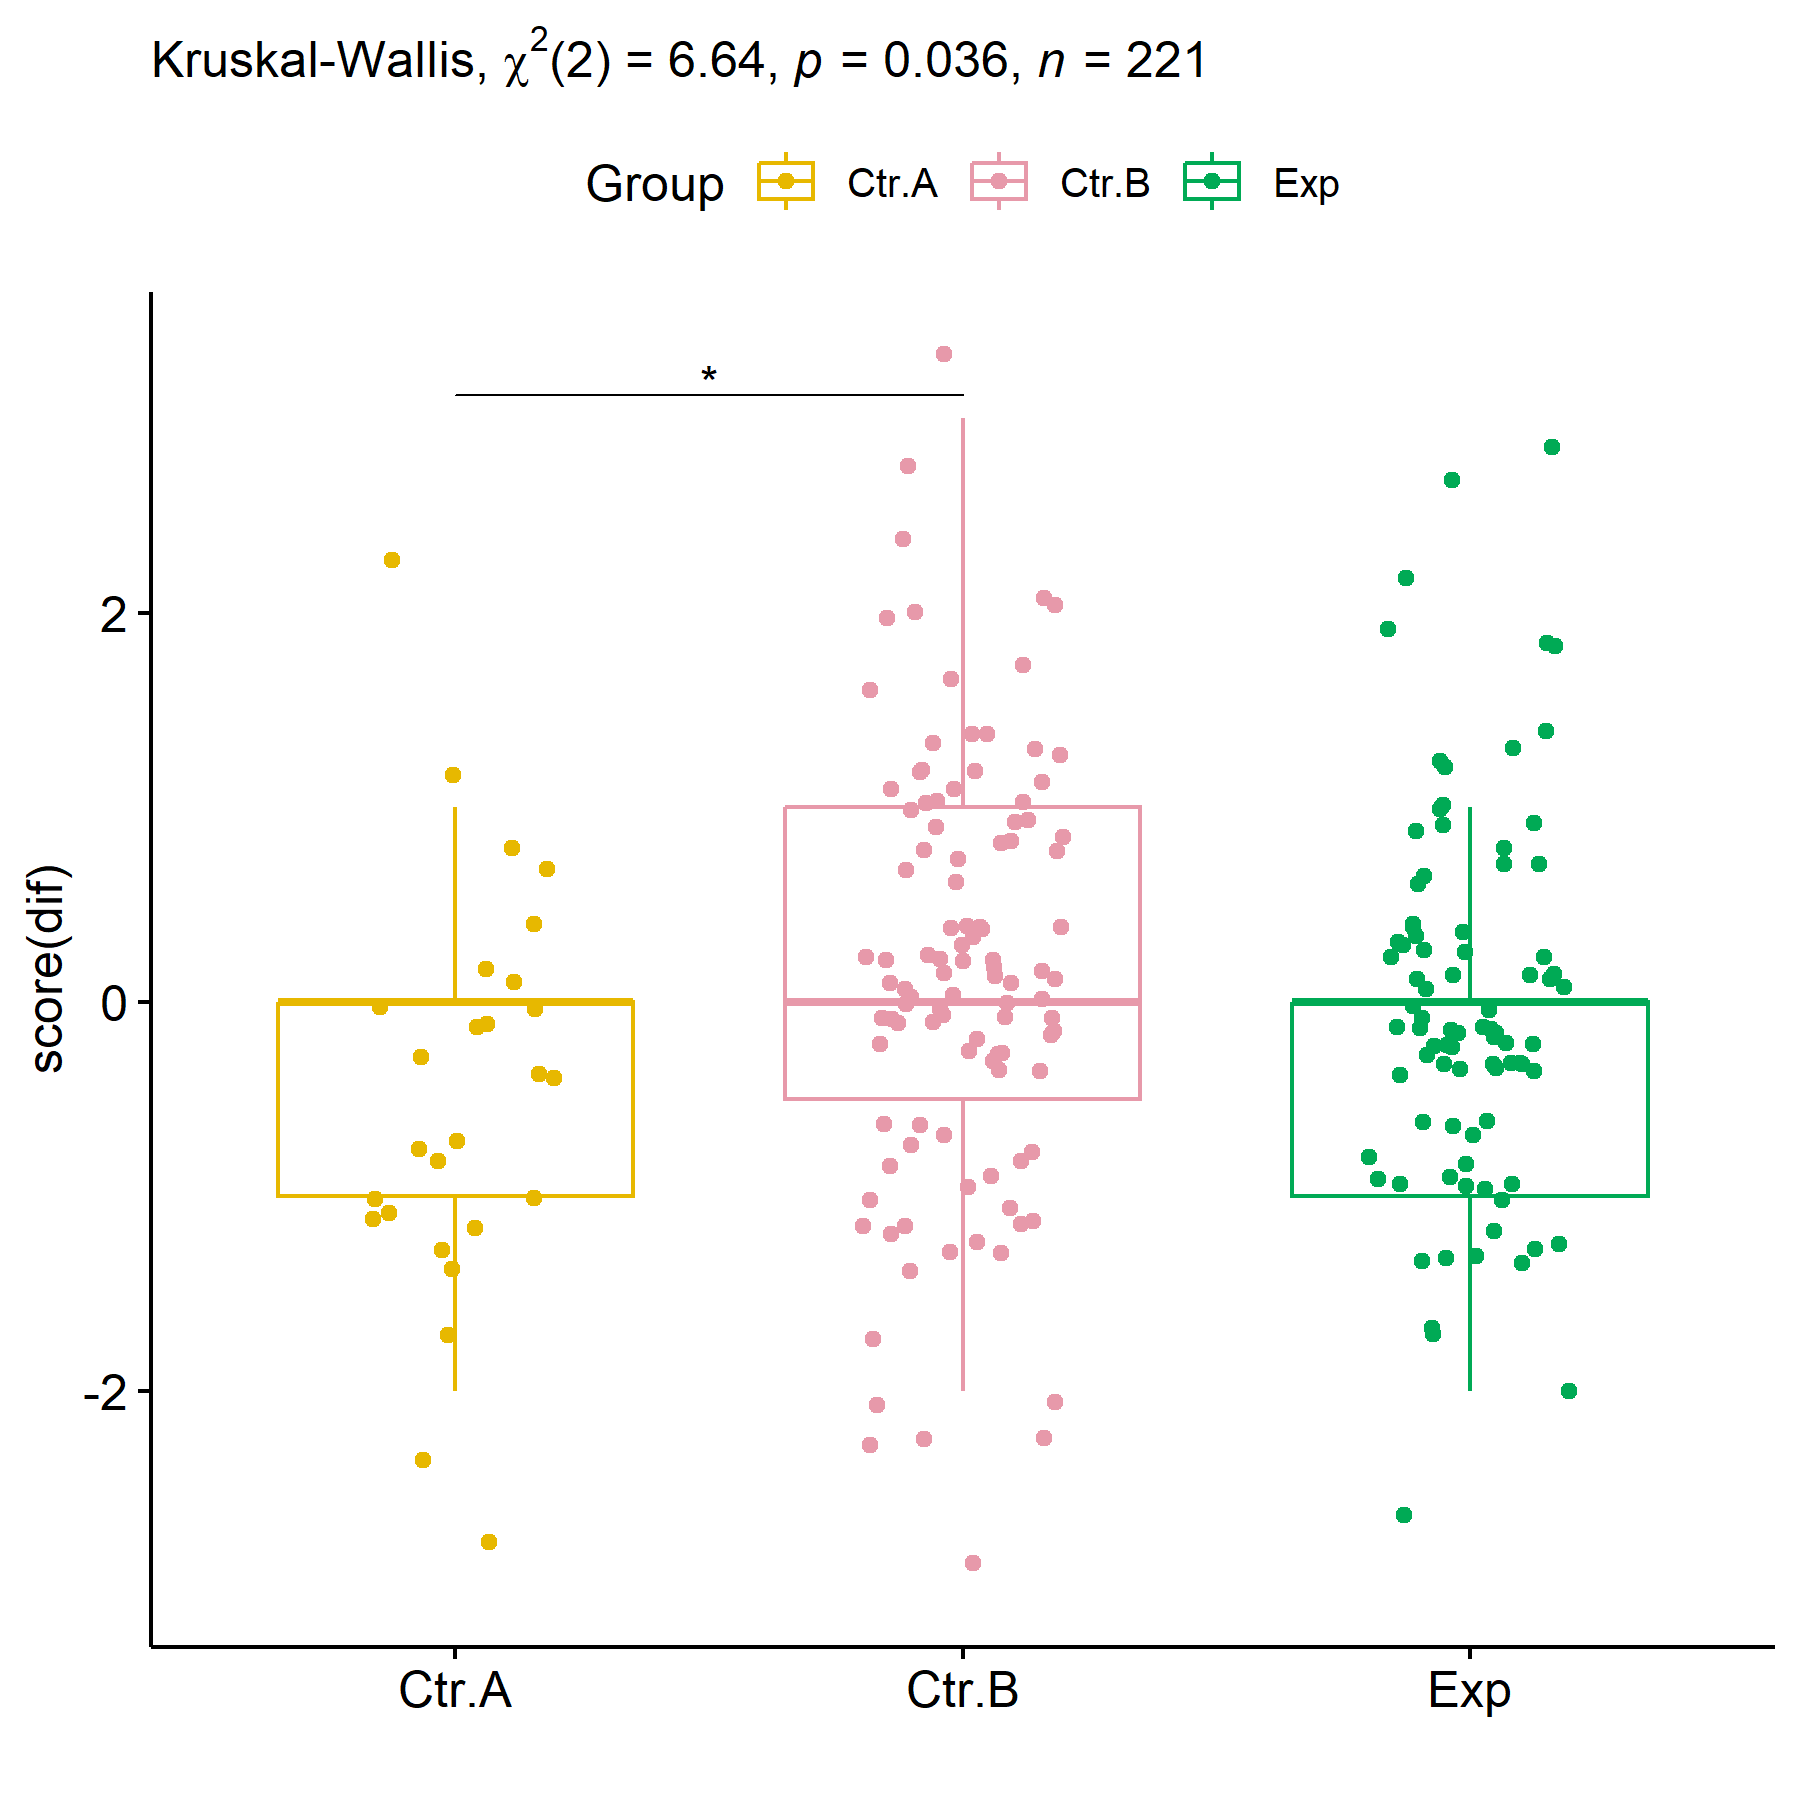 Kruskal-Wallis, χ²(2) = 6.64, p = 0.036, n = 221
Group Ctr.A Ctr.B Exp
*
2
0
-2
score(dif)
Ctr.A Ctr.B Exp